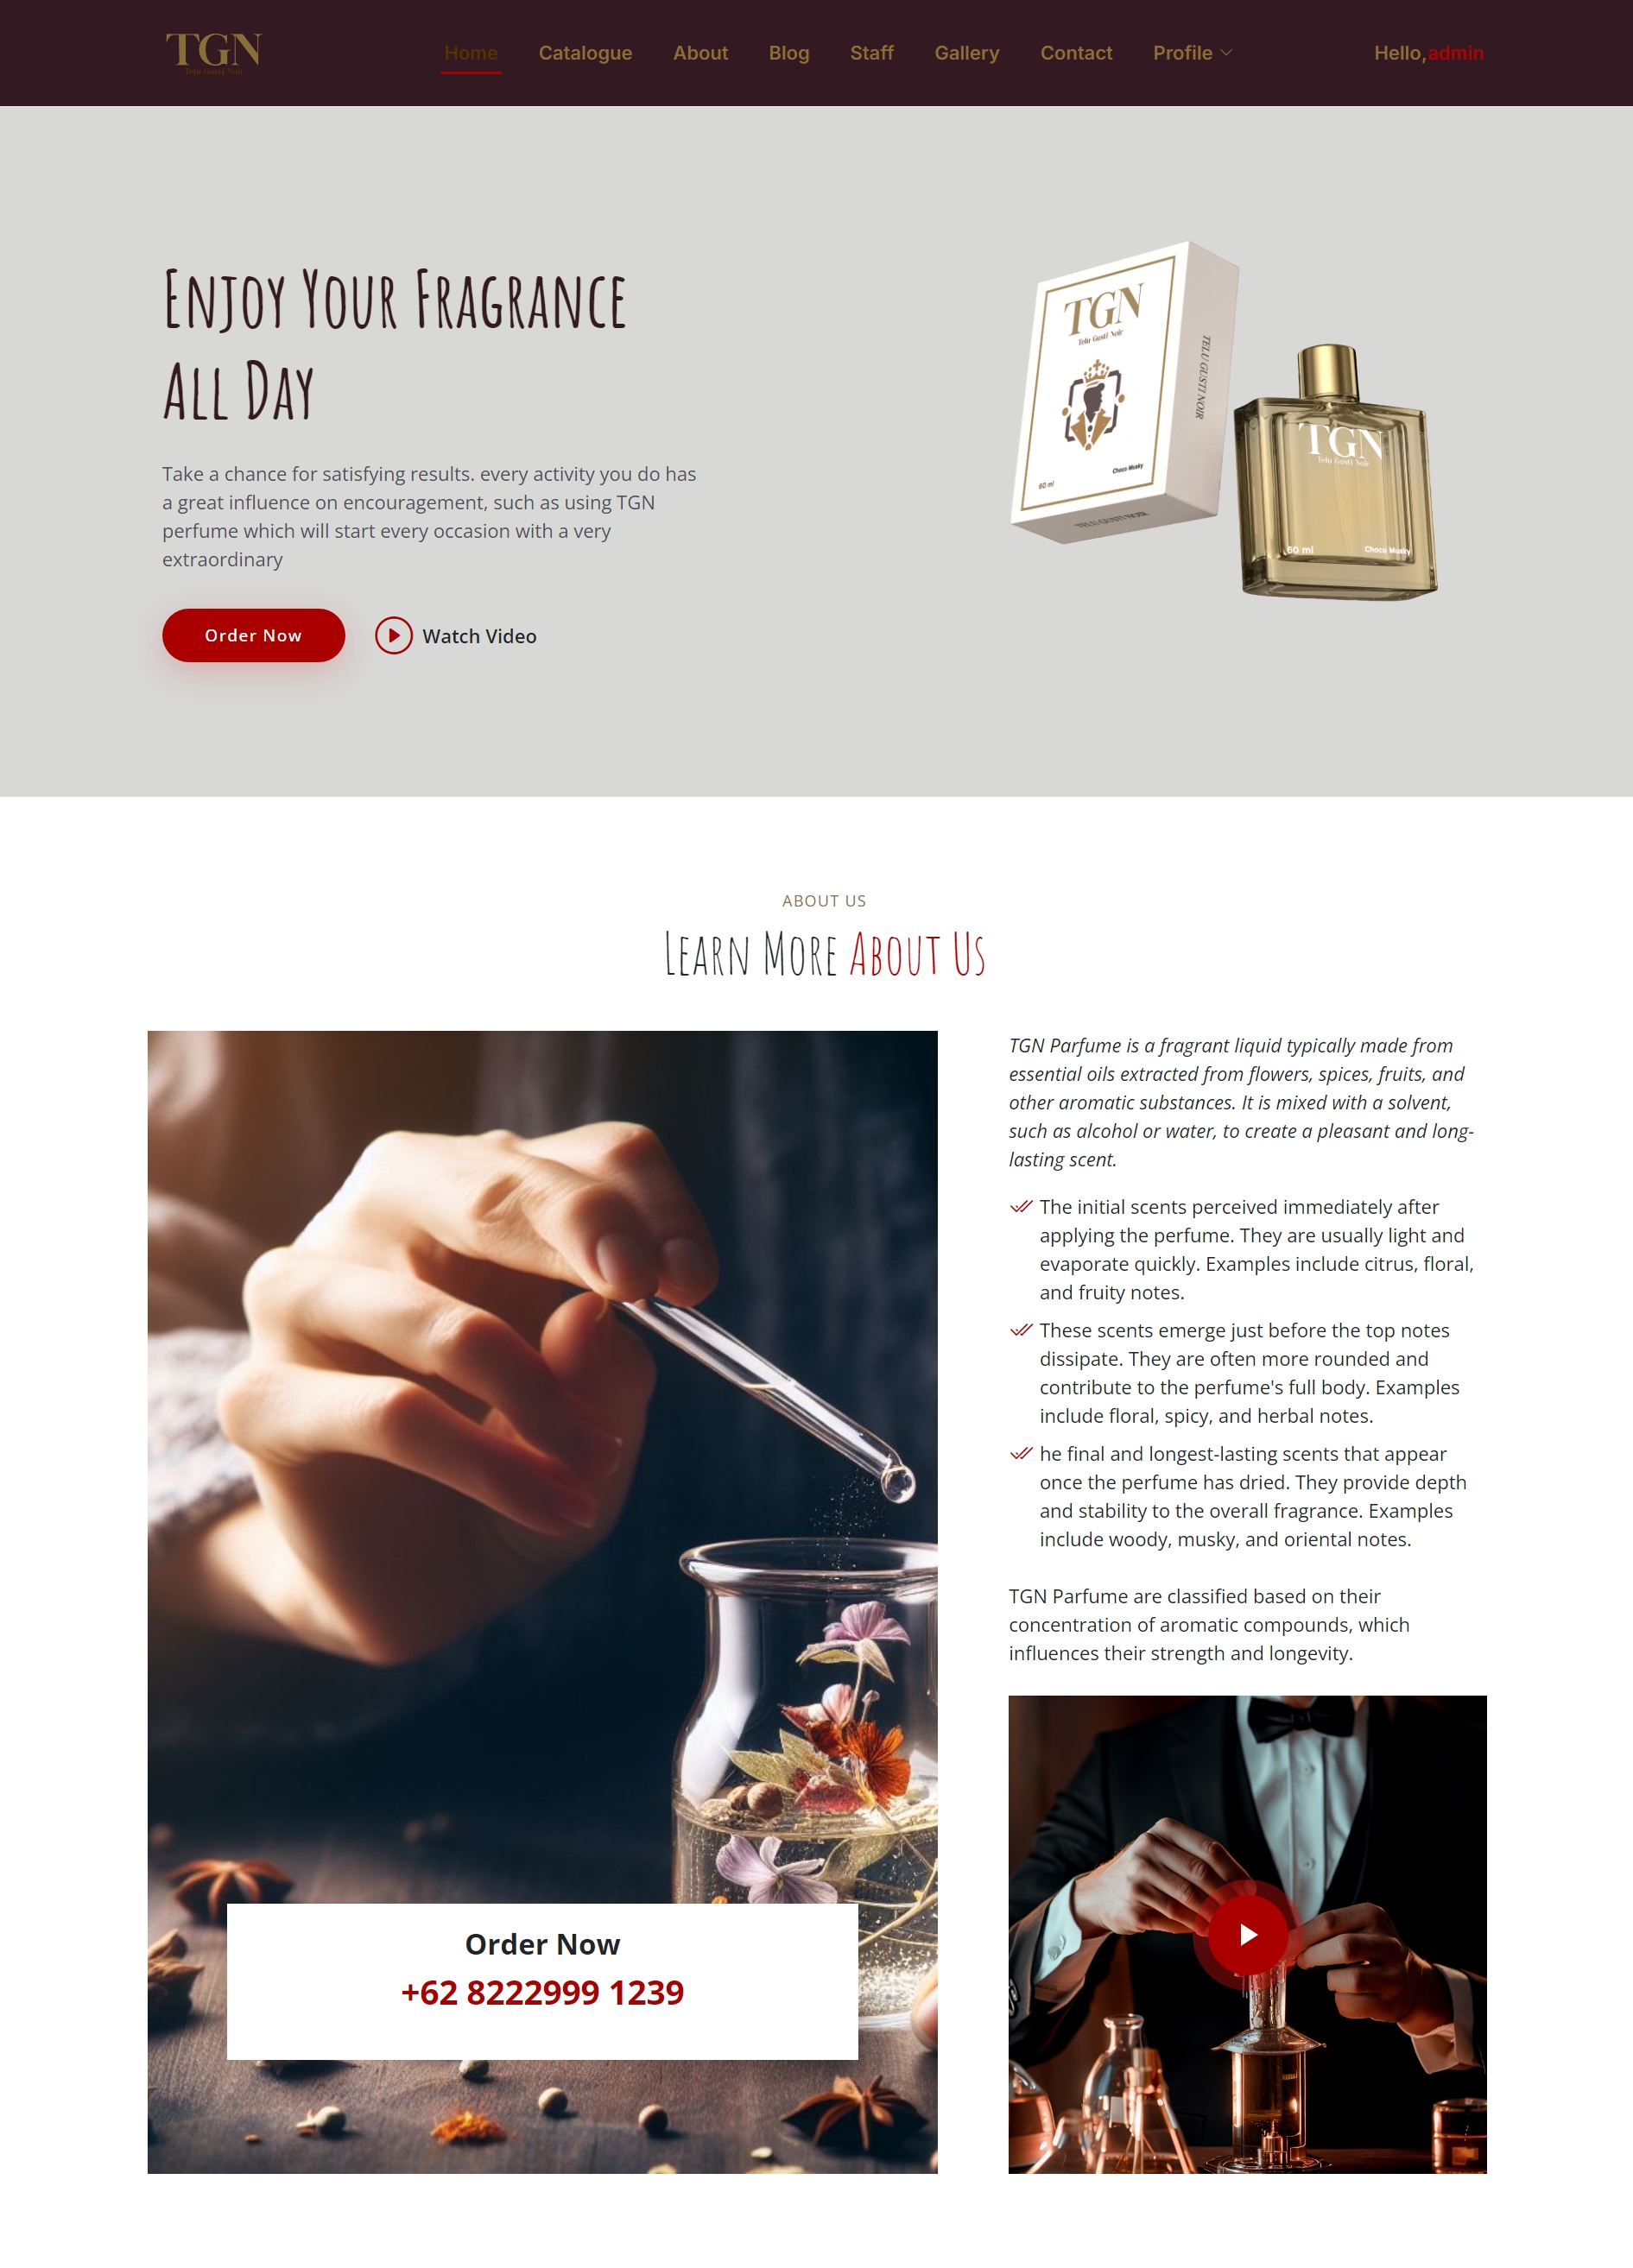 TGN
Telu Gusti Noir
Home
Catalogue
About
Blog
Staff
Gallery
Contact
Profile
Hello,admin
Enjoy Your Fragrance
All Day
Take a chance for satisfying results. every activity you do has
a great influence on encouragement, such as using TGN
perfume which will start every occasion with a very
extraordinary
Order Now
Watch Video
TGN
Telu Gusti Noir
Choco Musky
60 ml
TELU GUSTI NOIR
TELU GUSTI NOIR
TGN
Telu Gusti Noir
60 ml
Choco Musky
ABOUT US
Learn More About Us
TGN Parfume is a fragrant liquid typically made from
essential oils extracted from flowers, spices, fruits, and
other aromatic substances. It is mixed with a solvent,
such as alcohol or water, to create a pleasant and long-
lasting scent.
The initial scents perceived immediately after
applying the perfume. They are usually light and
evaporate quickly. Examples include citrus, floral,
and fruity notes.
These scents emerge just before the top notes
dissipate. They are often more rounded and
contribute to the perfume's full body. Examples
include floral, spicy, and herbal notes.
he final and longest-lasting scents that appear
once the perfume has dried. They provide depth
and stability to the overall fragrance. Examples
include woody, musky, and oriental notes.
TGN Parfume are classified based on their
concentration of aromatic compounds, which
influences their strength and longevity.
Order Now
+62 8222999 1239